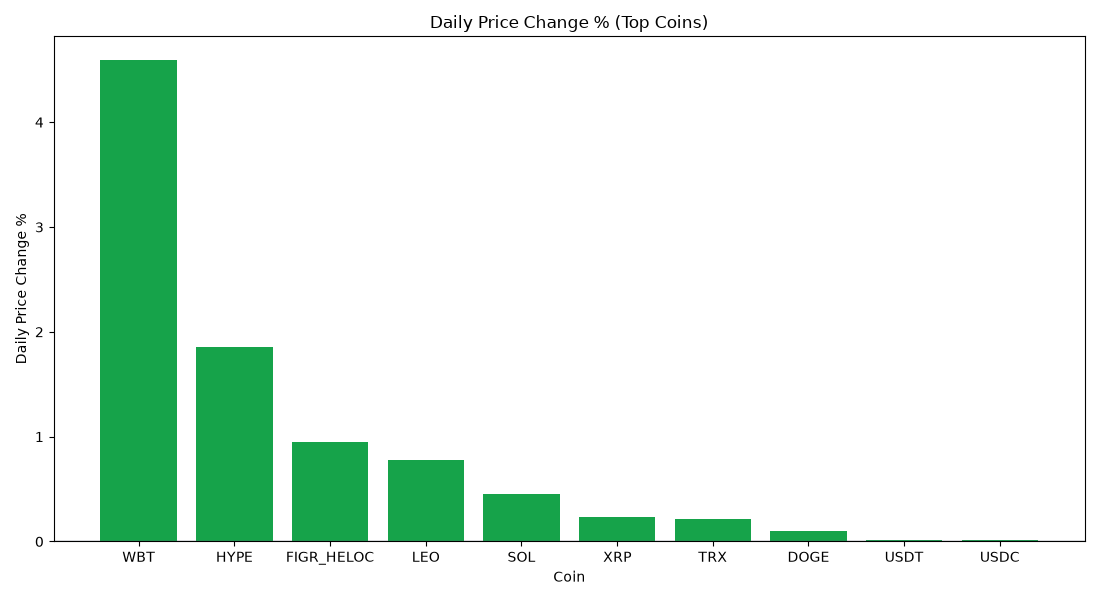 Daily Price Change % (Top Coins)
Daily Price Change %
4
3
2
1
0
WBT HYPE FIGR_HELOC LEO SOL XRP TRX DOGE USDT USDC
Coin